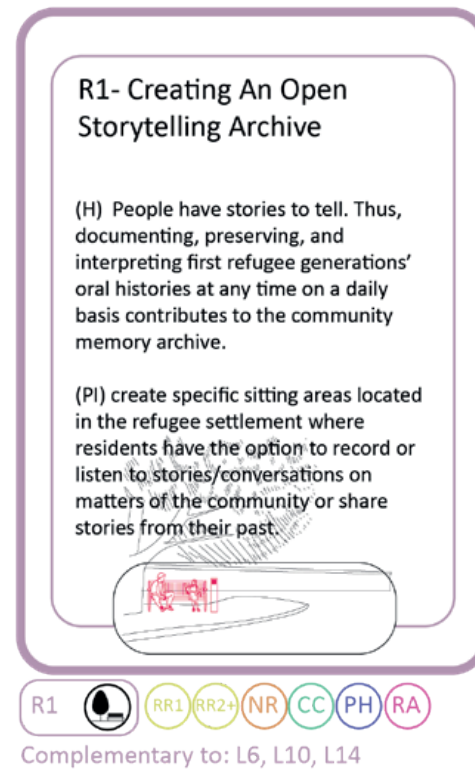 R1- Creating An Open
Storytelling Archive
(H) People have stories to tell. Thus,
documenting, preserving, and
interpreting first refugee generations'
oral histories at any time on a daily
basis contributes to the community
memory archive.
(PI) create specific sitting areas located
in the refugee settlement where
residents have the option to record or
listen to stories/conversations on
matters of the community or share
stories from their past.
R1 RR1 RR2+ NR CC PH RA
Complementary to: L6, L10, L14